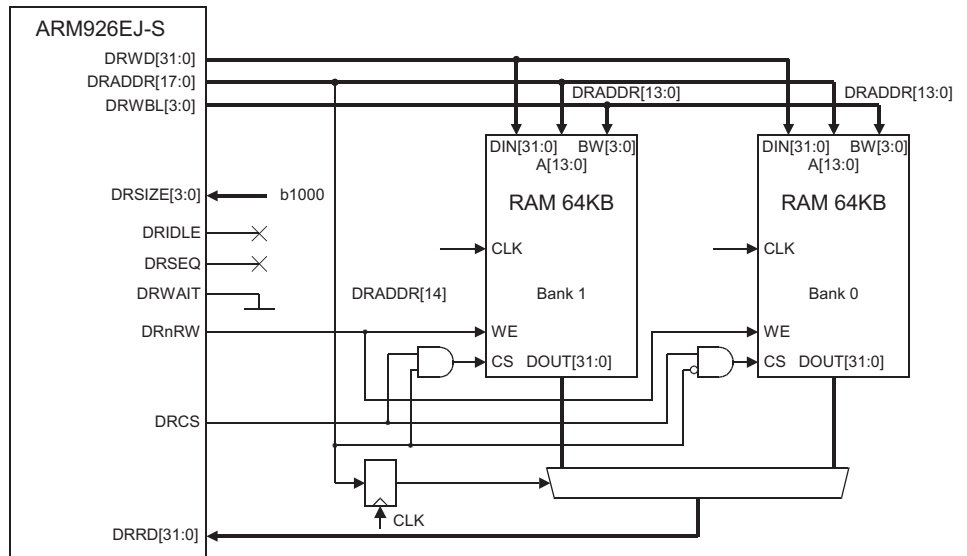 ARM926EJ-S
DRWD[31:0]
DRADDR[17:0]
DRWBL[3:0]
DRADDR[13:0]
DRADDR[13:0]
DIN[31:0] BW[3:0]
A[13:0]
DIN[31:0] BW[3:0]
A[13:0]
DRSIZE[3:0]
b1000
RAM 64KB
RAM 64KB
DRIDLE
CLK
CLK
DRSEQ
DRWAIT
DRADDR[14]
Bank 1
Bank 0
DRnRW
WE
WE
CS DOUT[31:0]
CS DOUT[31:0]
DRCS
CLK
DRRD[31:0]